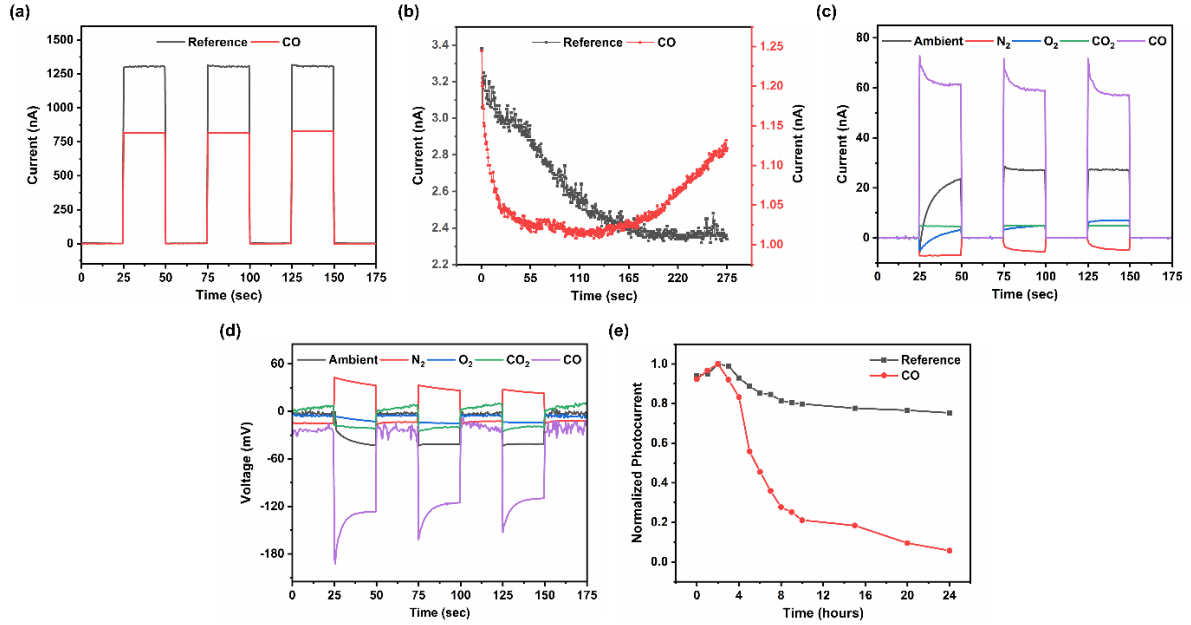 (a)
Reference CO
Current (nA)
1500
1250
1000
750
500
250
0
0 25 50 75 100 125 150 175
Time (sec)
(b)
Reference CO
Current (nA)
3.4
3.2
3.0
2.8
2.6
2.4
2.2
0 55 110 165 220 275
Time (sec)
1.25
1.20
1.15
1.10
1.05
1.00
Current (nA)
(c)
Ambient N₂ O₂ CO₂ CO
Current (nA)
80
60
40
20
0
0 25 50 75 100 125 150 175
Time (sec)
(d)
Ambient N₂ O₂ CO₂ CO
Voltage (mV)
60
0
-60
-120
-180
0 25 50 75 100 125 150 175
Time (sec)
(e)
Reference
CO
Normalized Photocurrent
1.0
0.8
0.6
0.4
0.2
0.0
0 4 8 12 16 20 24
Time (hours)